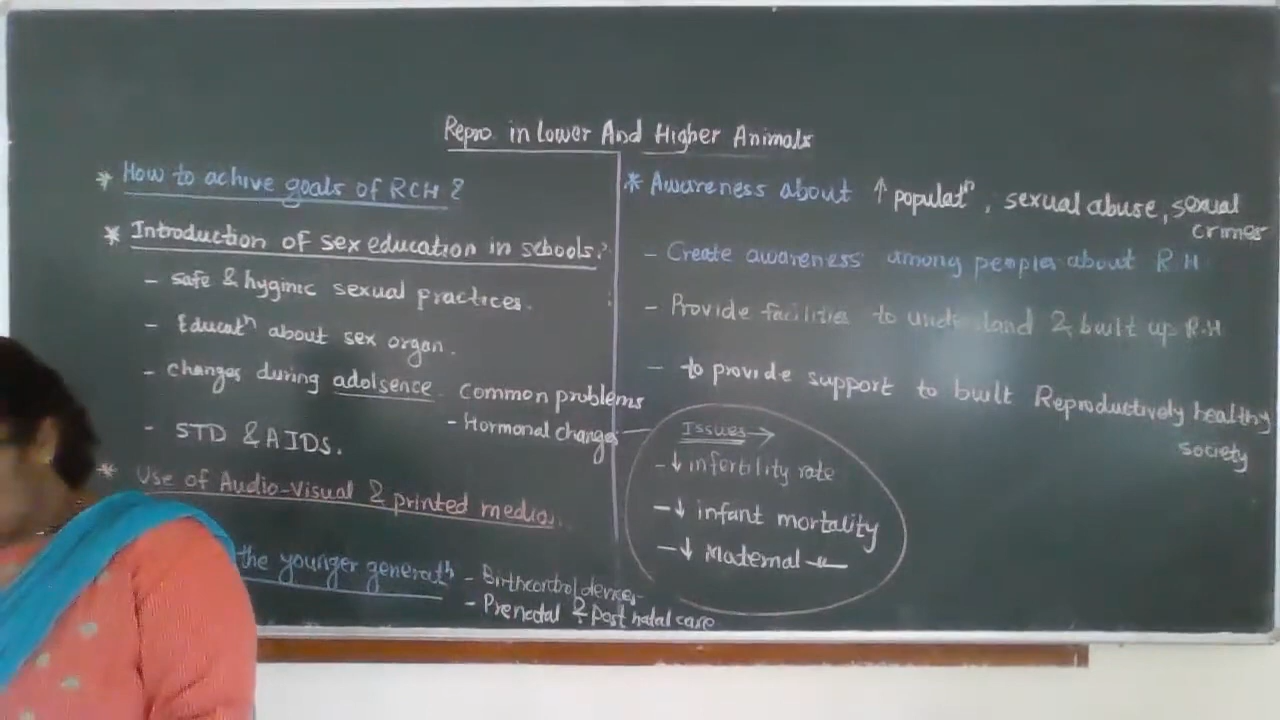 Repro in Lower And Higher Animals
* How to achive goals of RCH ?
* Introduction of sex education in schools.
- safe & hyginic sexual practices.
- Educatⁿ about sex organ.
- changes during adolsence
Common problems
- Hormonal changes
- STD & AIDs.
* Use of Audio-Visual & printed media.
the younger generatⁿ
- Birthcontrol devices
- Prenatal & post natal care
* Awareness about ↑ populatⁿ, sexual abuse, sexual
crimes
- Create awareness among peoples about R H
- Provide facilities to understand & built up R.H
- to provide support to built Reproductively healthy
society
Issues →
- ↓ infertility rate
- ↓ infant mortality
- ↓ Maternal —〃—